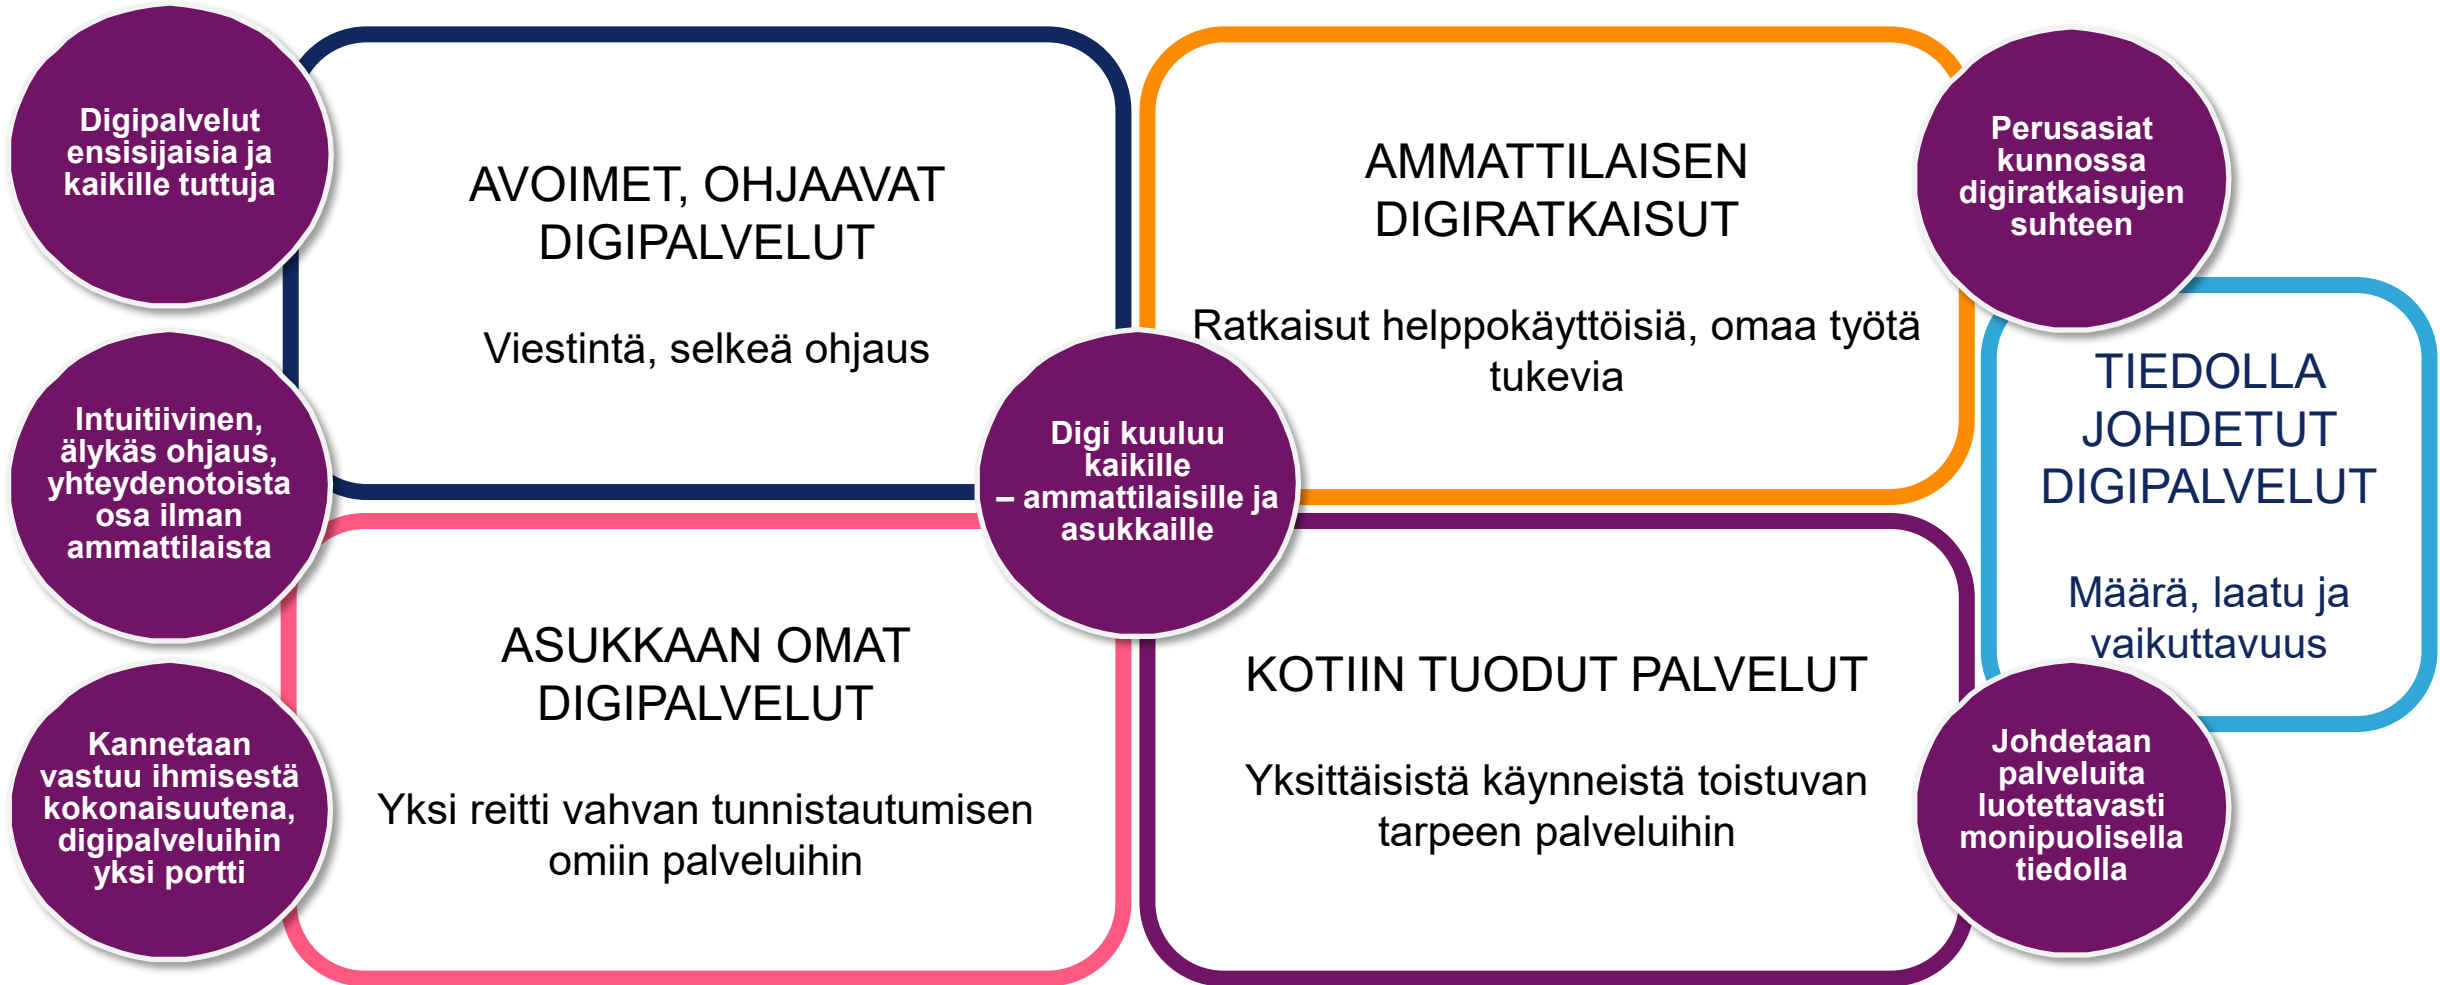 Digipalvelut
ensisijaisia ja
kaikille tuttuja
AVOIMET, OHJAAVAT
DIGIPALVELUT
Viestintä, selkeä ohjaus
AMMATTILAISEN
DIGIRATKAISUT
Ratkaisut helppokäyttöisiä, omaa työtä
tukevia
Perusasiat
kunnossa
digiratkaisujen
suhteen
Intuitiivinen,
älykäs ohjaus,
yhteydenotoista
osa ilman
ammattilaista
Digi kuuluu
kaikille
– ammattilaisille ja
asukkaille
TIEDOLLA
JOHDETUT
DIGIPALVELUT
Määrä, laatu ja
vaikuttavuus
Kannetaan
vastuu ihmisestä
kokonaisuutena,
digipalveluihin
yksi portti
ASUKKAAN OMAT
DIGIPALVELUT
Yksi reitti vahvan tunnistautumisen
omiin palveluihin
KOTIIN TUODUT PALVELUT
Yksittäisistä käynneistä toistuvan
tarpeen palveluihin
Johdetaan
palveluita
luotettavasti
monipuolisella
tiedolla